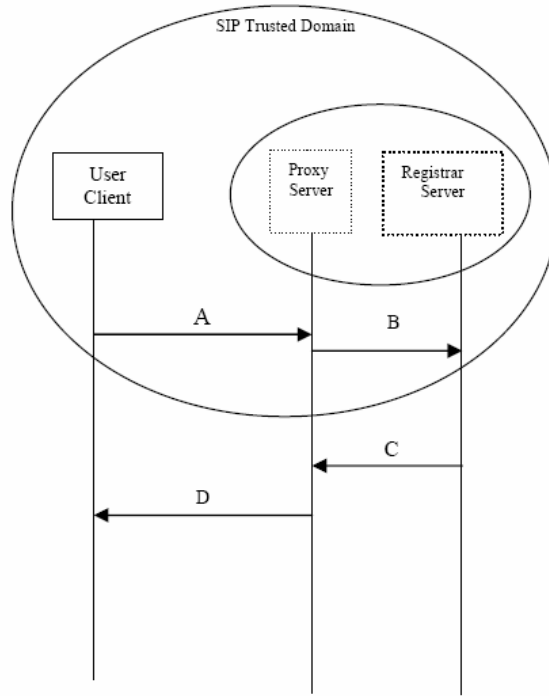 SIP Trusted Domain
User
Client
Proxy
Server
Registrar
Server
A
B
C
D